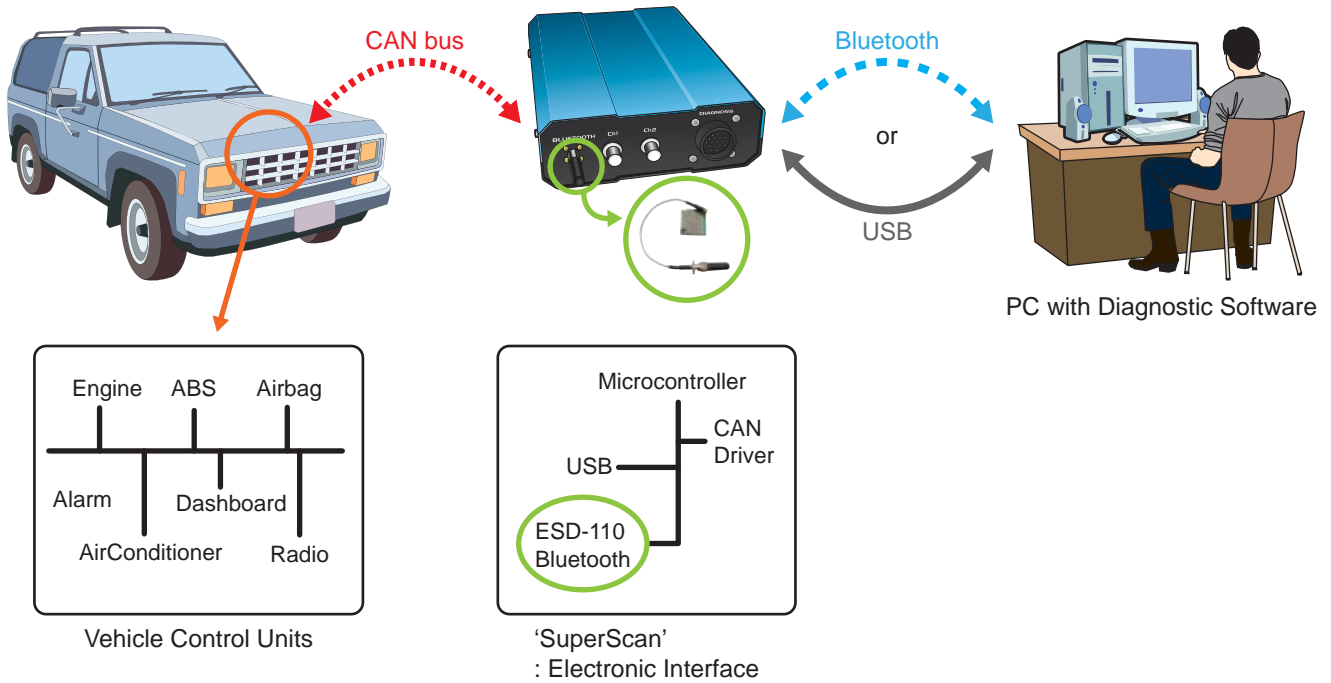 CAN bus
Bluetooth
DIAGNOSIS
BLUETOOTH
Ch1
Ch2
or
USB
PC with Diagnostic Software
Engine
ABS
Airbag
Alarm
Dashboard
AirConditioner
Radio
Vehicle Control Units
Microcontroller
CAN
Driver
USB
ESD-110
Bluetooth
‘SuperScan’
: Electronic Interface